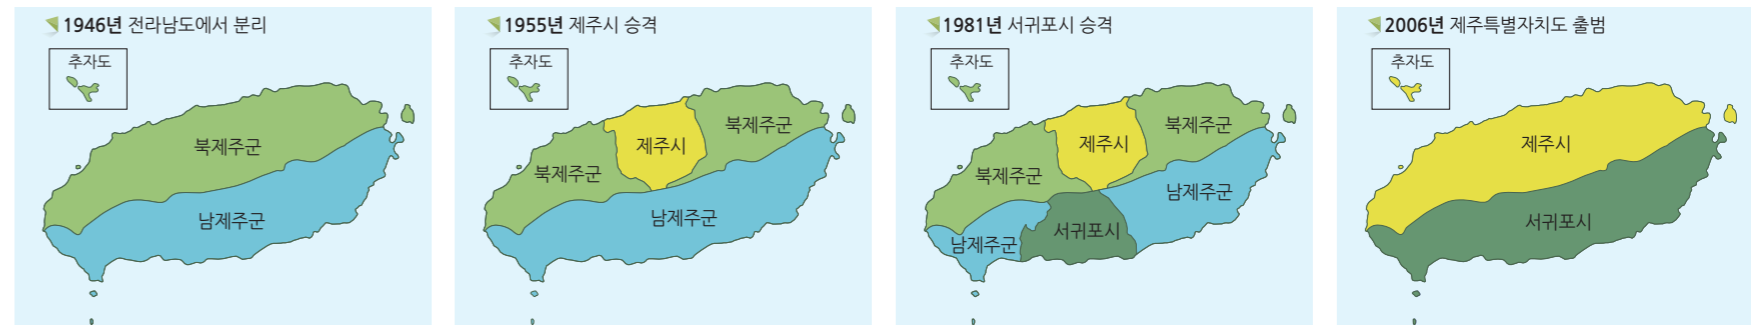 1946년 전라남도에서 분리
추자도
북제주군
남제주군
1955년 제주시 승격
추자도
북제주군
제주시
북제주군
남제주군
1981년 서귀포시 승격
추자도
북제주군
제주시
북제주군
남제주군
서귀포시
남제주군
2006년 제주특별자치도 출범
추자도
제주시
서귀포시